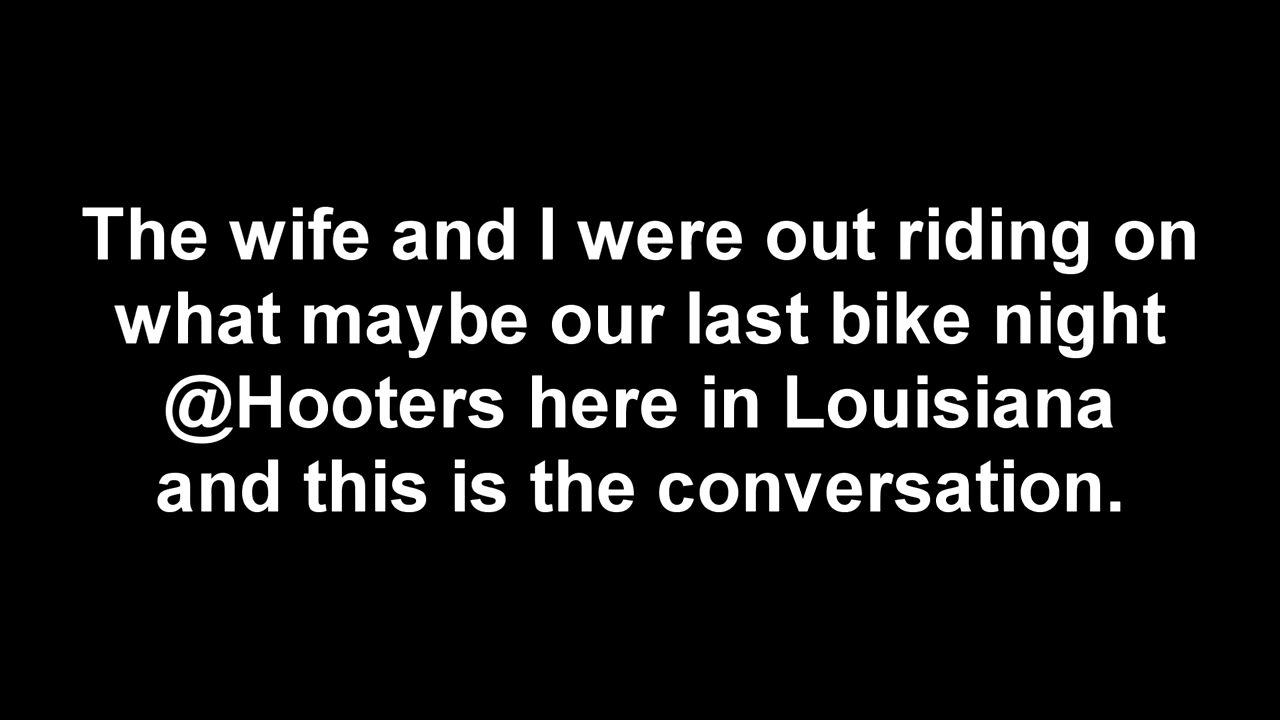 The wife and I were out riding on
what maybe our last bike night
@Hooters here in Louisiana
and this is the conversation.